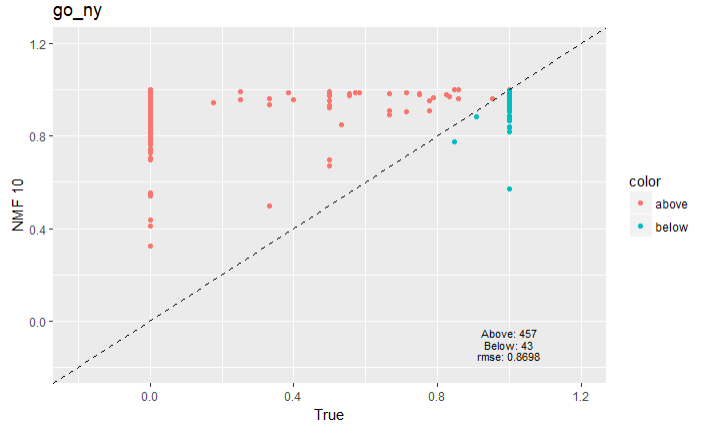 go_ny
1.2
0.8
0.4
0.0
NMF 10
0.0 0.4 0.8 1.2
True
color
above
below
Above: 457
Below: 43
rmse: 0.8698